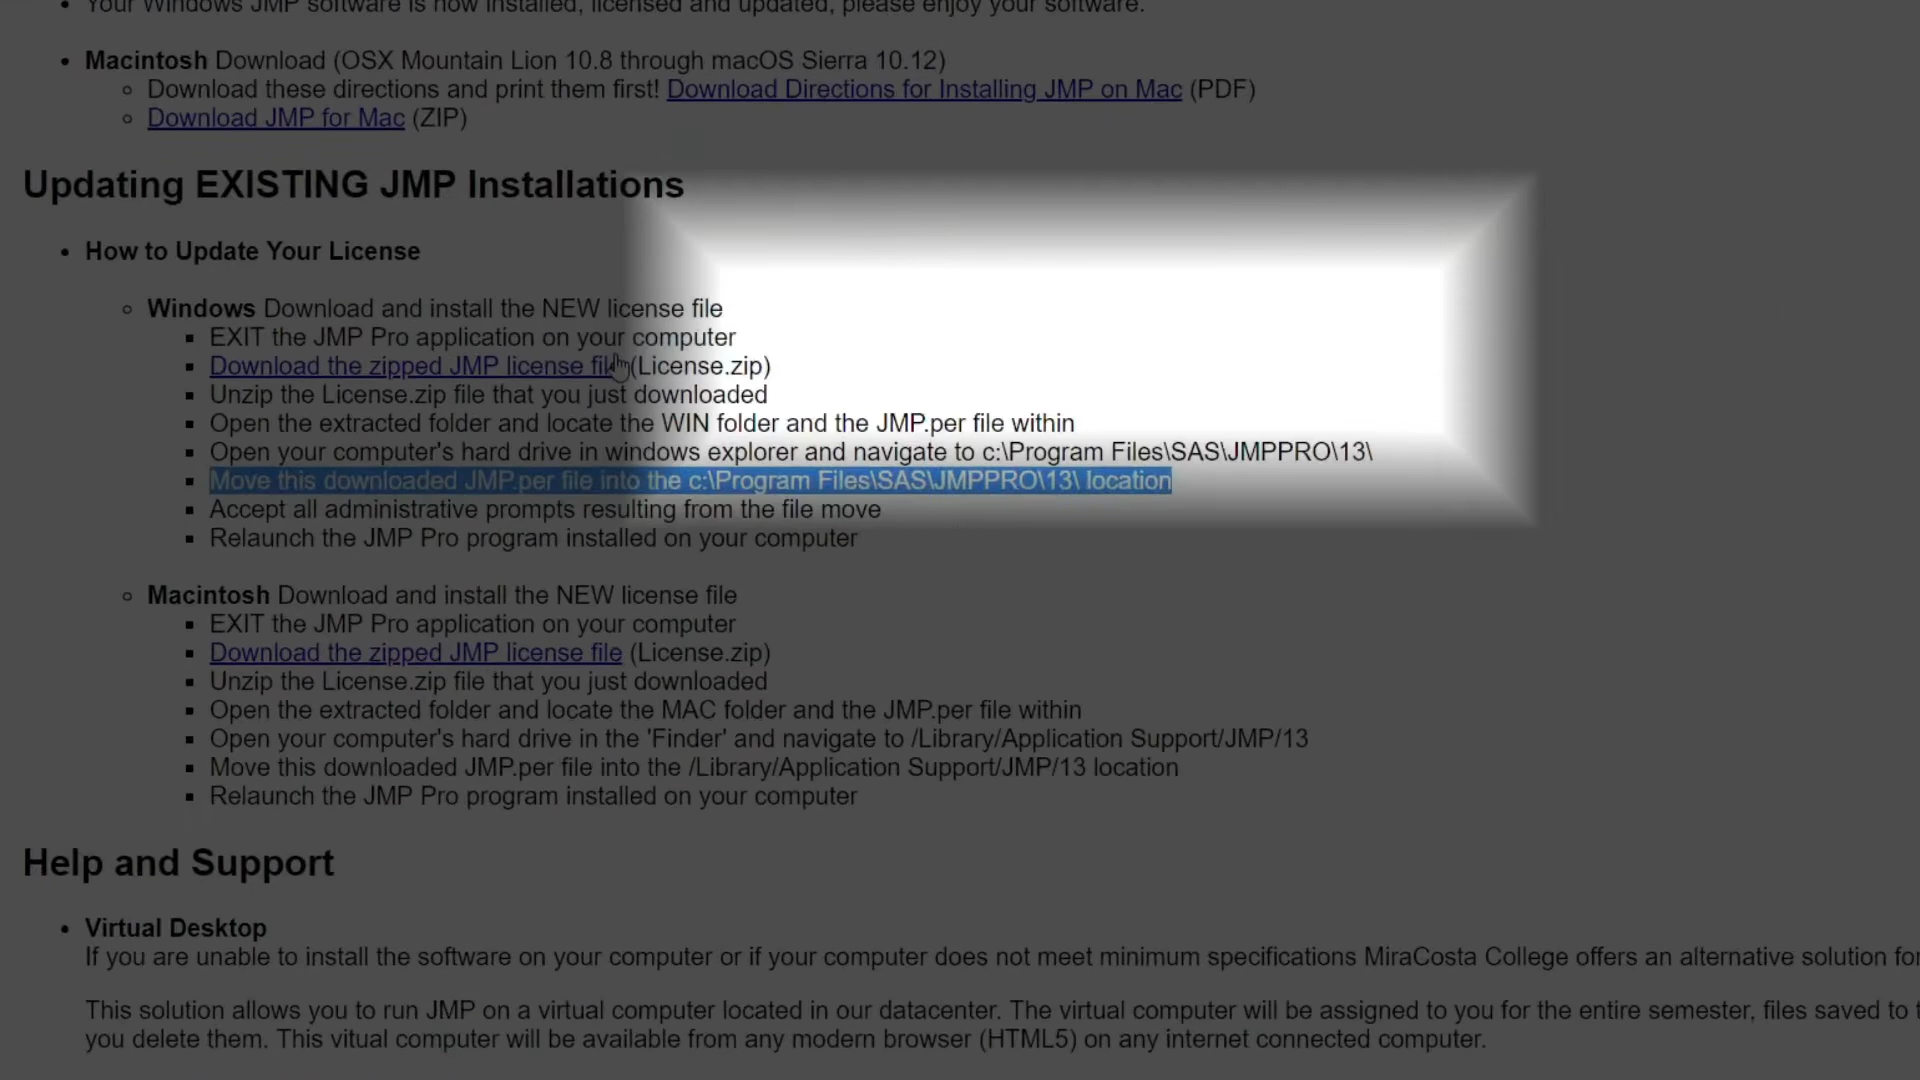 Your Windows JMP software is now installed, licensed and updated, please enjoy your software.
Macintosh Download (OSX Mountain Lion 10.8 through macOS Sierra 10.12)
Download these directions and print them first! Download Directions for Installing JMP on Mac (PDF)
Download JMP for Mac (ZIP)
Updating EXISTING JMP Installations
How to Update Your License
Windows Download and install the NEW license file
EXIT the JMP Pro application on your computer
Download the zipped JMP license file (License.zip)
Unzip the License.zip file that you just downloaded
Open the extracted folder and locate the WIN folder and the JMP.per file within
Open your computer's hard drive in windows explorer and navigate to c:\Program Files\SAS\JMPPRO\13\
Move this downloaded JMP.per file into the c:\Program Files\SAS\JMPPRO\13\ location
Accept all administrative prompts resulting from the file move
Relaunch the JMP Pro program installed on your computer
Macintosh Download and install the NEW license file
EXIT the JMP Pro application on your computer
Download the zipped JMP license file (License.zip)
Unzip the License.zip file that you just downloaded
Open the extracted folder and locate the MAC folder and the JMP.per file within
Open your computer's hard drive in the 'Finder' and navigate to /Library/Application Support/JMP/13
Move this downloaded JMP.per file into the /Library/Application Support/JMP/13 location
Relaunch the JMP Pro program installed on your computer
Help and Support
Virtual Desktop
If you are unable to install the software on your computer or if your computer does not meet minimum specifications MiraCosta College offers an alternative solution for
This solution allows you to run JMP on a virtual computer located in our datacenter. The virtual computer will be assigned to you for the entire semester, files saved to
you delete them. This vitual computer will be available from any modern browser (HTML5) on any internet connected computer.